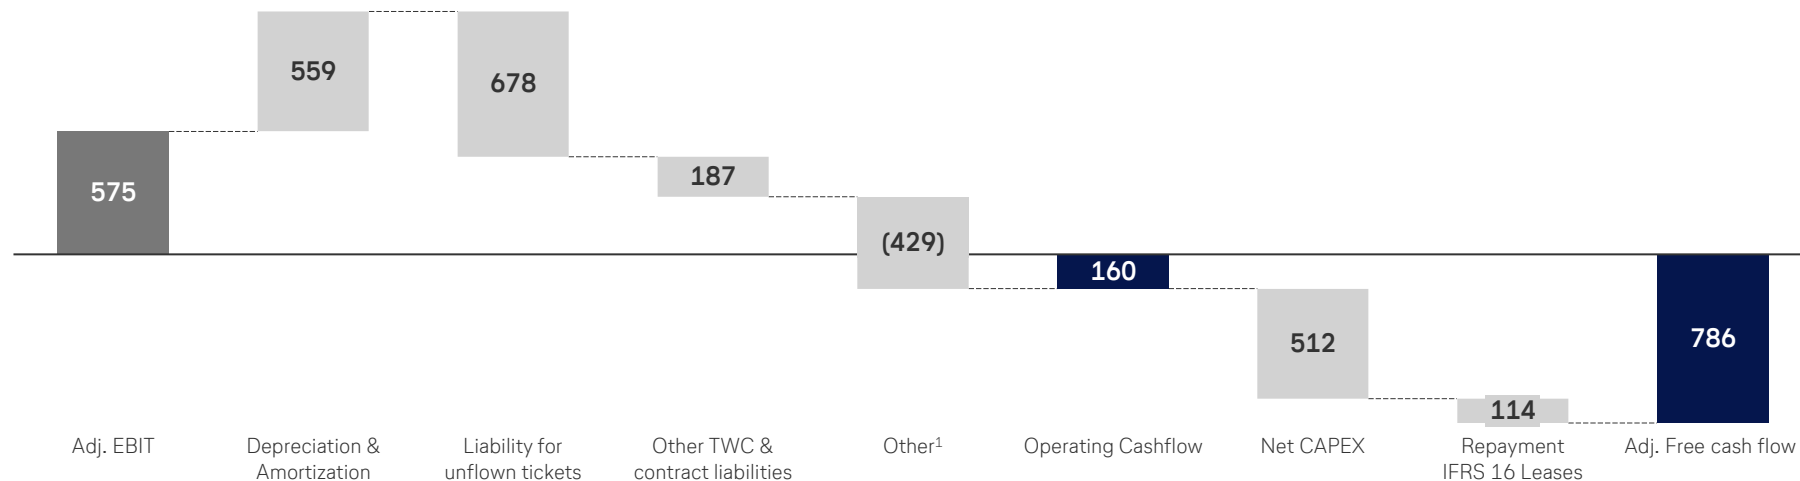 559
678
187
575
(429)
160
512
786
114
Adj. EBIT
Depreciation &
Amortization
Liability for
unflown tickets
Other TWC &
contract liabilities
Other¹
Operating Cashflow
Net CAPEX
Repayment
IFRS 16 Leases
Adj. Free cash flow